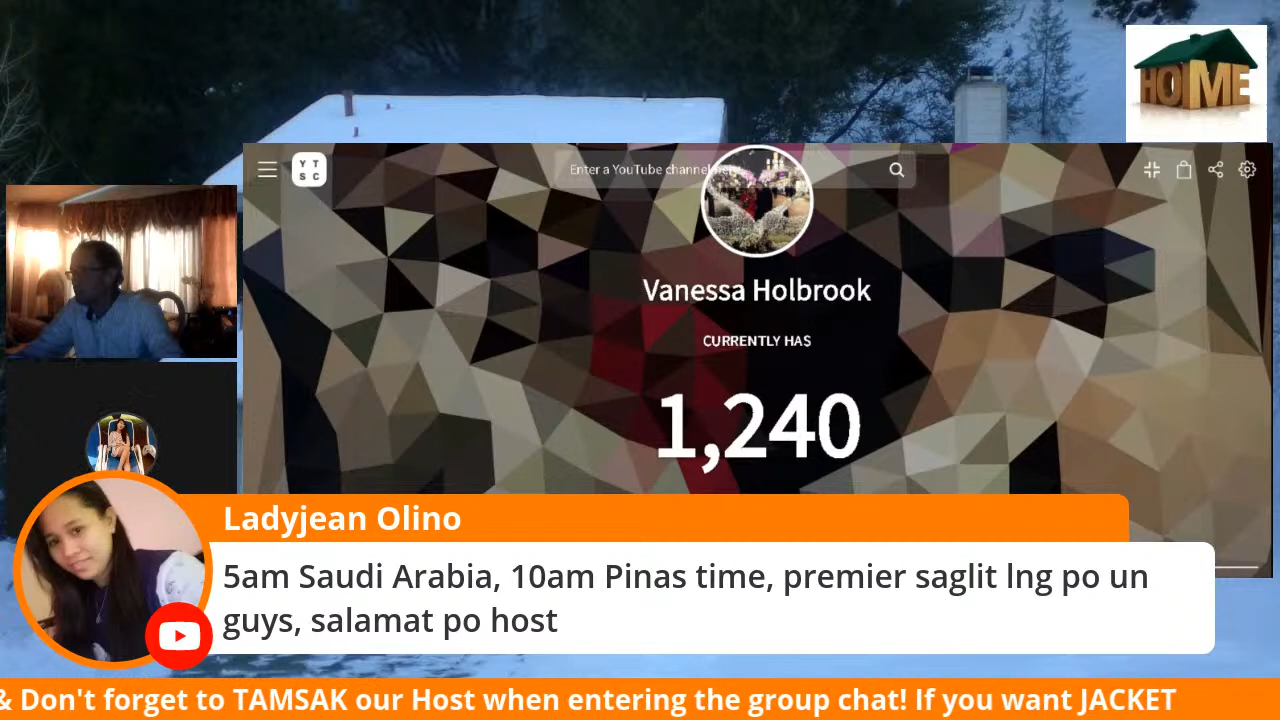 HOME
YT
SC
Enter a YouTube channel
Vanessa Holbrook
CURRENTLY HAS
1,240
Ladyjean Olino
5am Saudi Arabia, 10am Pinas time, premier saglit lng po un
guys, salamat po host
& Don't forget to TAMSAK our Host when entering the group chat! If you want JACKET